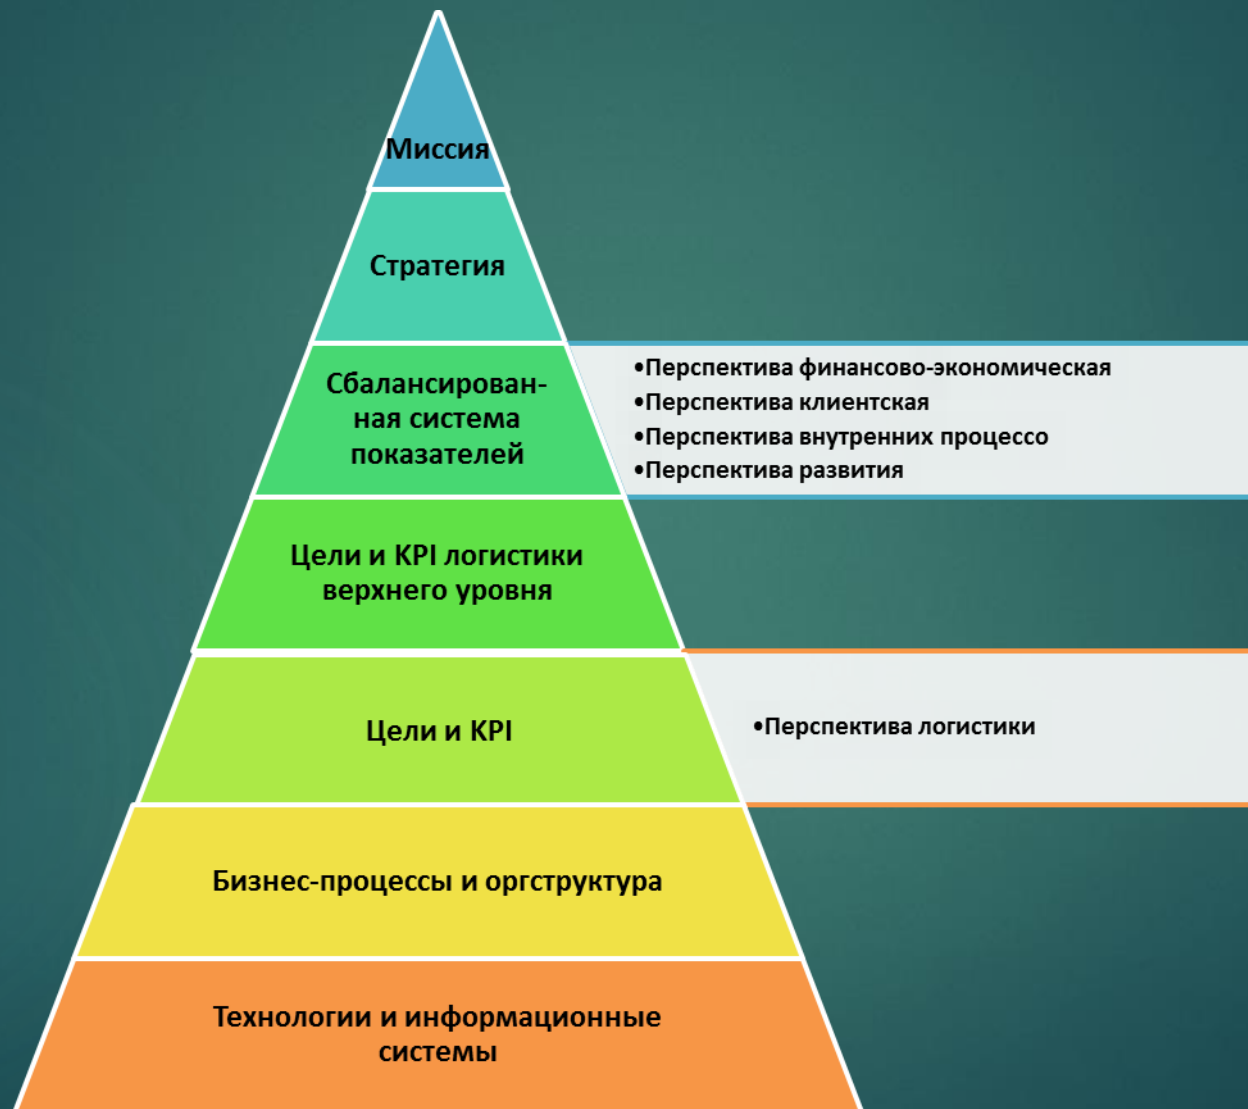 Миссия
Стратегия
Сбалансирован-
ная система
показателей
•Перспектива финансово-экономическая
•Перспектива клиентская
•Перспектива внутренних процессо
•Перспектива развития
Цели и KPI логистики
верхнего уровня
Цели и KPI
•Перспектива логистики
Бизнес-процессы и оргструктура
Технологии и информационные
системы